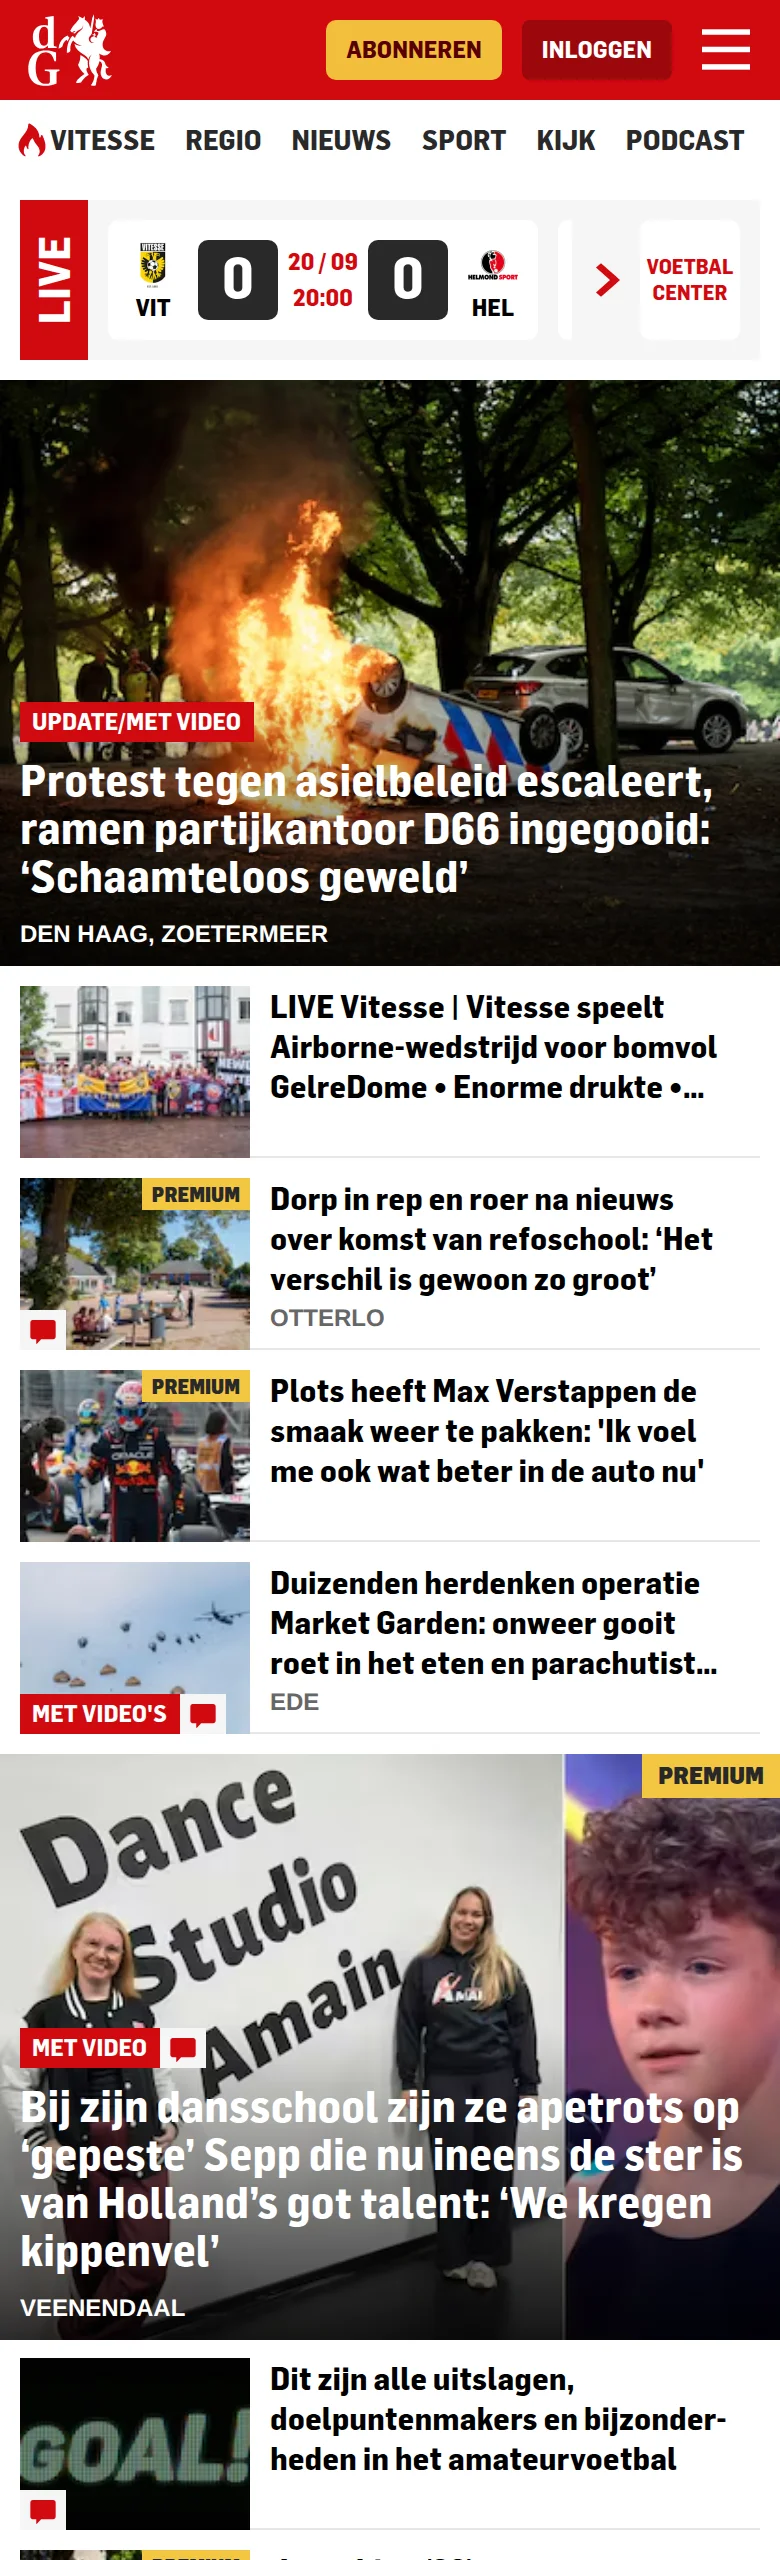 dG
ABONNEREN
INLOGGEN
VITESSE REGIO NIEUWS SPORT KIJK PODCAST
LIVE
VITESSE
VIT
0
20 / 09
20:00
0
HELMOND SPORT
HEL
VOETBAL
CENTER
UPDATE/MET VIDEO
Protest tegen asielbeleid escaleert,
ramen partijkantoor D66 ingegooid:
‘Schaamteloos geweld’
DEN HAAG, ZOETERMEER
LIVE Vitesse | Vitesse speelt
Airborne-wedstrijd voor bomvol
GelreDome • Enorme drukte •...
PREMIUM
Dorp in rep en roer na nieuws
over komst van refoschool: ‘Het
verschil is gewoon zo groot’
OTTERLO
PREMIUM
Plots heeft Max Verstappen de
smaak weer te pakken: 'Ik voel
me ook wat beter in de auto nu'
MET VIDEO'S
Duizenden herdenken operatie
Market Garden: onweer gooit
roet in het eten en parachutist...
EDE
PREMIUM
Dance
Studio
Amain
MET VIDEO
Bij zijn dansschool zijn ze apetrots op
‘gepeste’ Sepp die nu ineens de ster is
van Holland’s got talent: ‘We kregen
kippenvel’
VEENENDAAL
GOAL!
Dit zijn alle uitslagen,
doelpuntenmakers en bijzonder-
heden in het amateurvoetbal